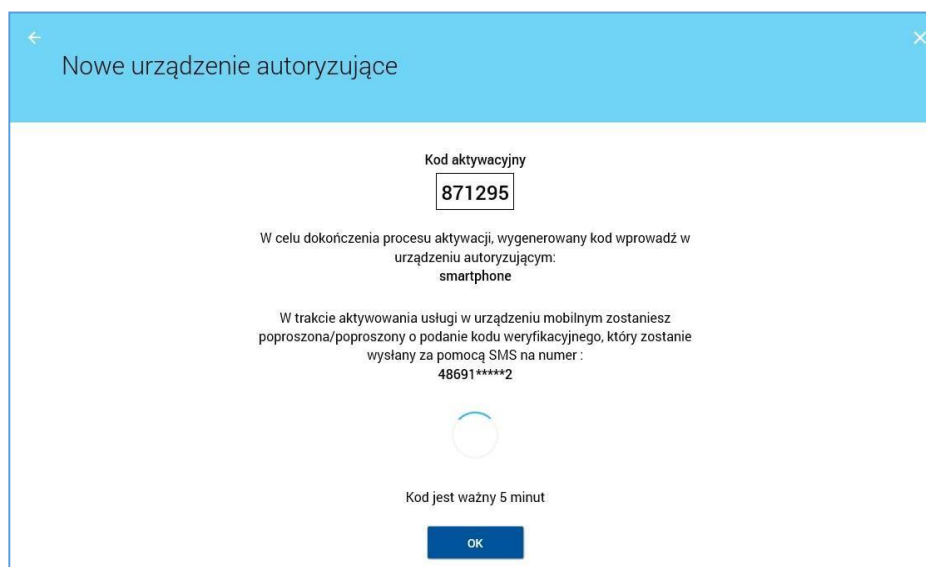 Nowe urządzenie autoryzujące
Kod aktywacyjny
871295
W celu dokończenia procesu aktywacji, wygenerowany kod wprowadź w
urządzeniu autoryzującym:
smartphone
W trakcie aktywowania usługi w urządzeniu mobilnym zostaniesz
poproszona/poproszony o podanie kodu weryfikacyjnego, który zostanie
wysłany za pomocą SMS na numer :
48691*****2
Kod jest ważny 5 minut
OK